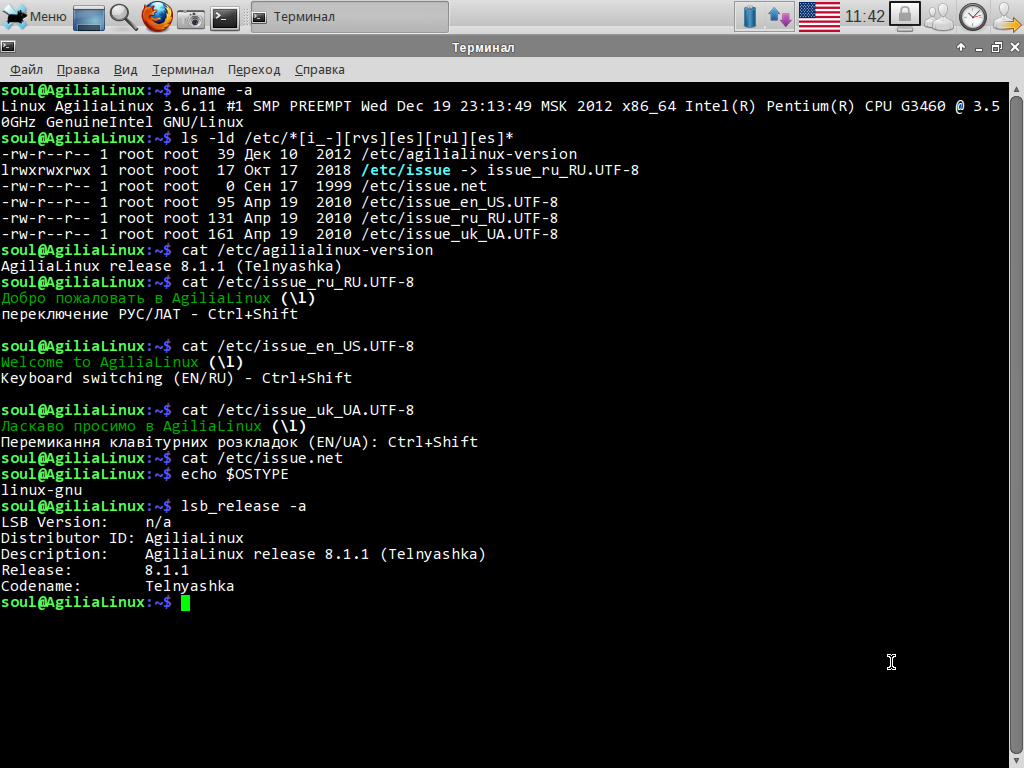 Меню Терминал 11:42
Терминал
Файл Правка Вид Терминал Переход Справка
soul@AgiliaLinux:~$ uname -a
Linux AgiliaLinux 3.6.11 #1 SMP PREEMPT Wed Dec 19 23:13:49 MSK 2012 x86_64 Intel(R) Pentium(R) CPU G3460 @ 3.5
0GHz GenuineIntel GNU/Linux
soul@AgiliaLinux:~$ ls -ld /etc/*[i_-][rvs][es][rul][es]*
-rw-r--r-- 1 root root  39 Дек 10  2012 /etc/agilialinux-version
lrwxrwxrwx 1 root root  17 Окт 17  2018 /etc/issue -> issue_ru_RU.UTF-8
-rw-r--r-- 1 root root   0 Сен 17  1999 /etc/issue.net
-rw-r--r-- 1 root root  95 Апр 19  2010 /etc/issue_en_US.UTF-8
-rw-r--r-- 1 root root 131 Апр 19  2010 /etc/issue_ru_RU.UTF-8
-rw-r--r-- 1 root root 161 Апр 19  2010 /etc/issue_uk_UA.UTF-8
soul@AgiliaLinux:~$ cat /etc/agilialinux-version
AgiliaLinux release 8.1.1 (Telnyashka)
soul@AgiliaLinux:~$ cat /etc/issue_ru_RU.UTF-8
Добро пожаловать в AgiliaLinux (\l)
переключение РУС/ЛАТ - Ctrl+Shift
soul@AgiliaLinux:~$ cat /etc/issue_en_US.UTF-8
Welcome to AgiliaLinux (\l)
Keyboard switching (EN/RU) - Ctrl+Shift
soul@AgiliaLinux:~$ cat /etc/issue_uk_UA.UTF-8
Ласкаво просимо в AgiliaLinux (\l)
Перемикання клавітурних розкладок (EN/UA): Ctrl+Shift
soul@AgiliaLinux:~$ cat /etc/issue.net
soul@AgiliaLinux:~$ echo $OSTYPE
linux-gnu
soul@AgiliaLinux:~$ lsb_release -a
LSB Version:    n/a
Distributor ID: AgiliaLinux
Description:    AgiliaLinux release 8.1.1 (Telnyashka)
Release:        8.1.1
Codename:       Telnyashka
soul@AgiliaLinux:~$